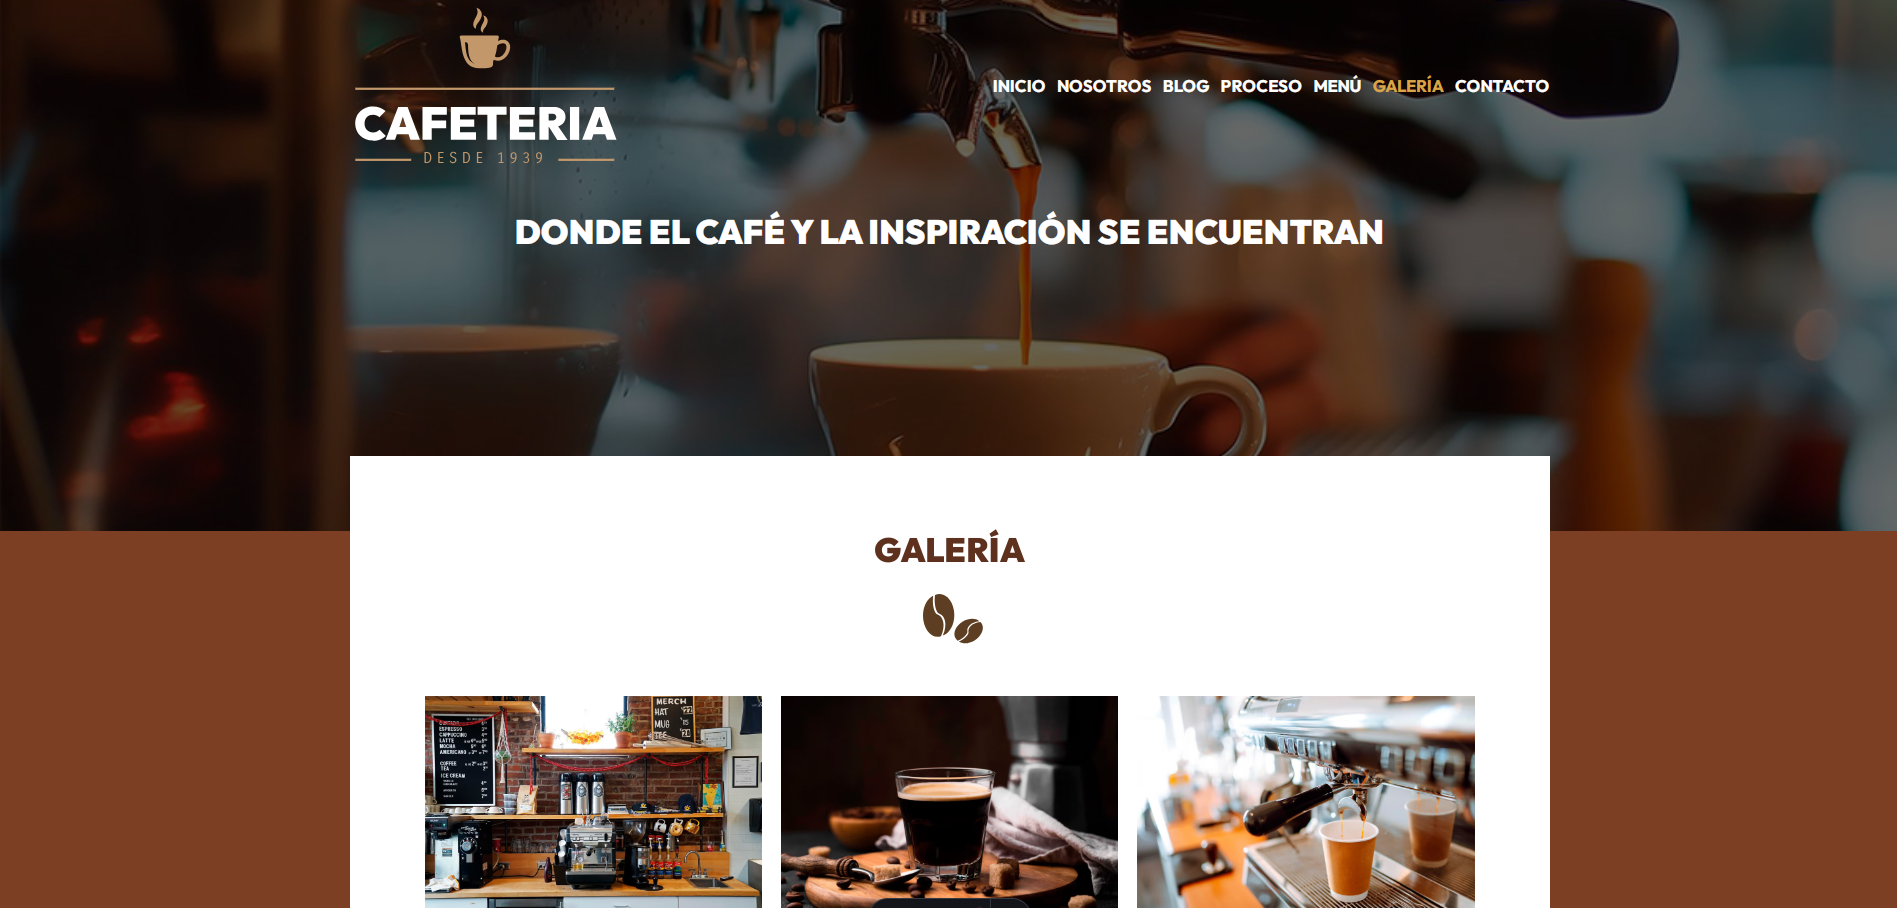 CAFETERIA
DESDE 1939
INICIO NOSOTROS BLOG PROCESO MENÚ GALERÍA CONTACTO
DONDE EL CAFÉ Y LA INSPIRACIÓN SE ENCUENTRAN
GALERÍA
ESPRESSO
CAPPUCCINO
LATTE
MOCHA
AMERICANO
COFFEE
TEA
ICE CREAM
MERCH
HAT
MUG
TEE